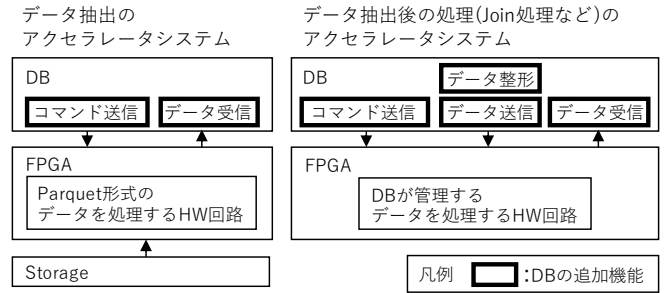 データ抽出の
アクセラレータシステム
DB
コマンド送信 データ受信
FPGA
Parquet形式の
データを処理するHW回路
Storage
データ抽出後の処理(Join処理など)の
アクセラレータシステム
DB
データ整形
コマンド送信 データ送信 データ受信
FPGA
DBが管理する
データを処理するHW回路
凡例 :DBの追加機能